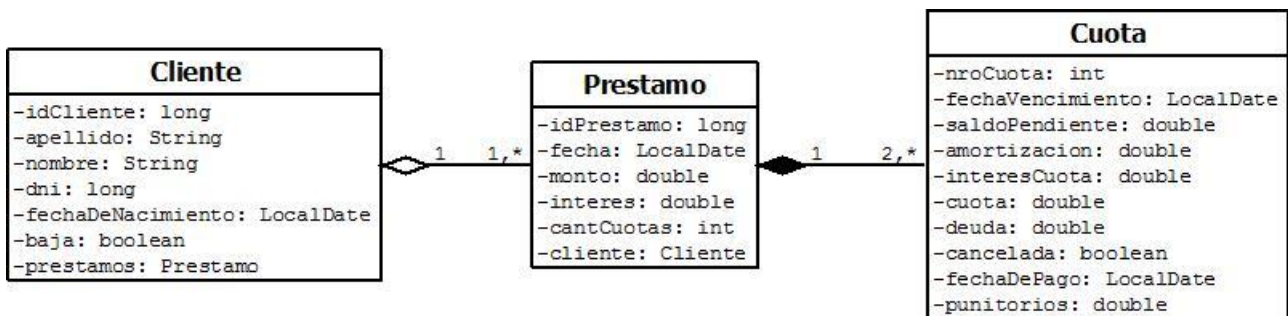 Cliente
-idCliente: long
-apellido: String
-nombre: String
-dni: long
-fechaDeNacimiento: LocalDate
-baja: boolean
-prestamos: Prestamo
1
1,*
Prestamo
-idPrestamo: long
-fecha: LocalDate
-monto: double
-interes: double
-cantCuotas: int
-cliente: Cliente
1
2,*
Cuota
-nroCuota: int
-fechaVencimiento: LocalDate
-saldoPendiente: double
-amortizacion: double
-interesCuota: double
-cuota: double
-deuda: double
-cancelada: boolean
-fechaDePago: LocalDate
-punitorios: double